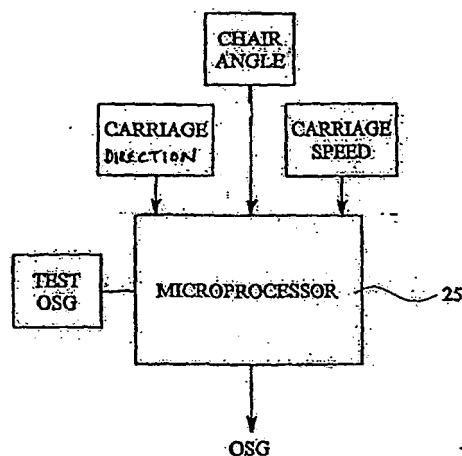 CHAIR
ANGLE
CARRIAGE
DIRECTION
CARRIAGE
SPEED
TEST
OSG
MICROPROCESSOR
25
OSG